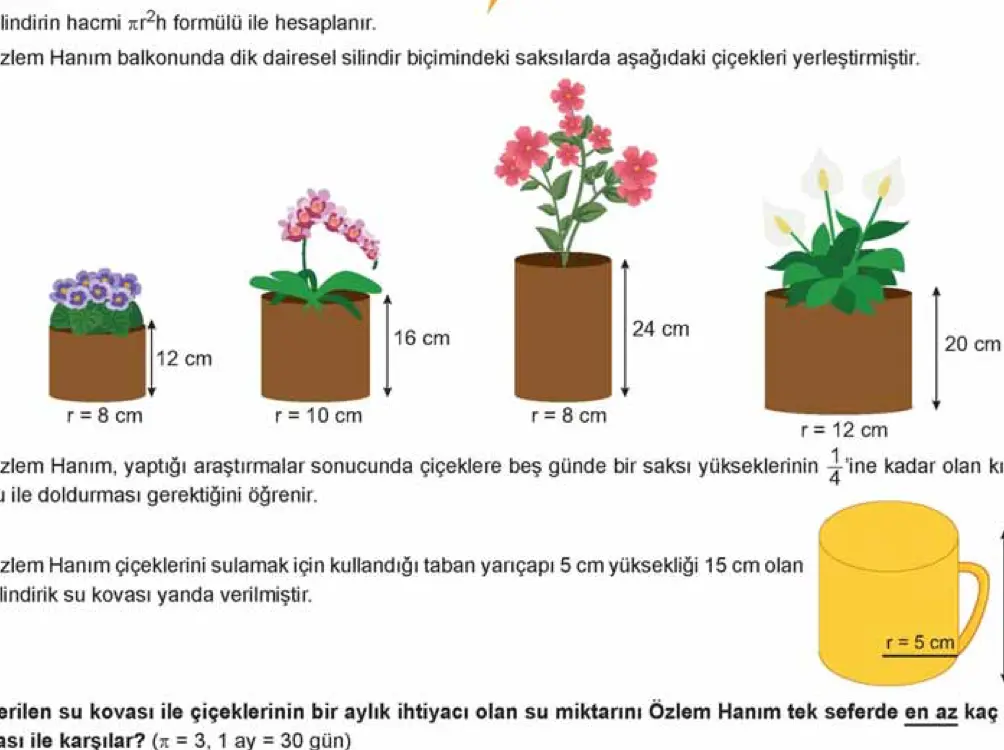 lindirin hacmi πr²h formülü ile hesaplanır.
zlem Hanım balkonunda dik dairesel silindir biçimindeki saksılarda aşağıdaki çiçekleri yerleştirmiştir.
12 cm
r = 8 cm
16 cm
r = 10 cm
24 cm
r = 8 cm
20 cm
r = 12 cm
zlem Hanım, yaptığı araştırmalar sonucunda çiçeklere beş günde bir saksı yükseklerinin 1/4'ine kadar olan kı
u ile doldurması gerektiğini öğrenir.
zlem Hanım çiçeklerini sulamak için kullandığı taban yarıçapı 5 cm yüksekliği 15 cm olan
lindirik su kovası yanda verilmiştir.
r = 5 cm
erilen su kovası ile çiçeklerinin bir aylık ihtiyacı olan su miktarını Özlem Hanım tek seferde en az kaç
ası ile karşılar? (π = 3, 1 ay = 30 gün)